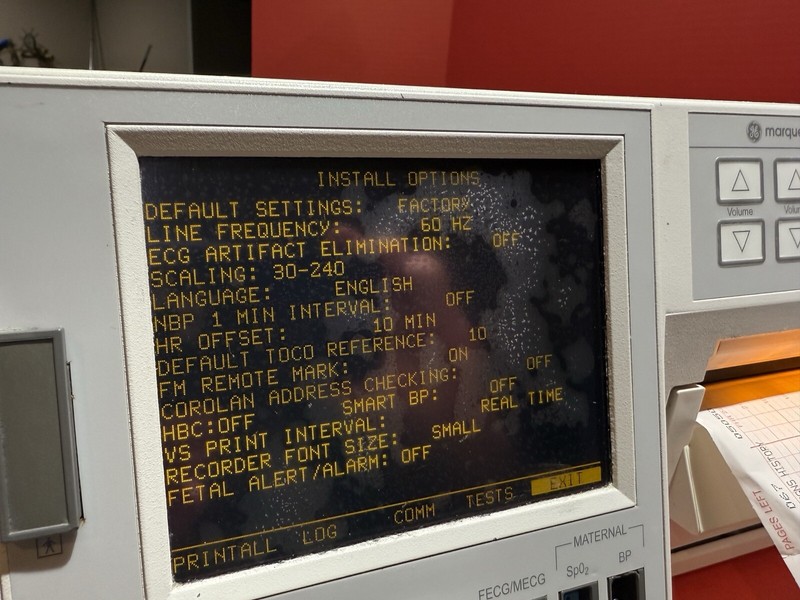 INSTALL OPTIONS
DEFAULT SETTINGS: FACTORY
LINE FREQUENCY: 60 HZ
ECG ARTIFACT ELIMINATION: OFF
SCALING: 30-240
LANGUAGE: ENGLISH
NBP 1 MIN INTERVAL: OFF
HR OFFSET: 10 MIN
DEFAULT TOCO REFERENCE: 10
FM REMOTE MARK: ON
COROLAN ADDRESS CHECKING: OFF
HBC:OFF SMART BP: OFF
VS PRINT INTERVAL: REAL TIME
RECORDER FONT SIZE: SMALL
FETAL ALERT/ALARM: OFF
PRINTALL LOG COMM TESTS EXIT
GE marque
Volume
MATERNAL
FECG/MECG SpO₂ BP
PAGES LEFT